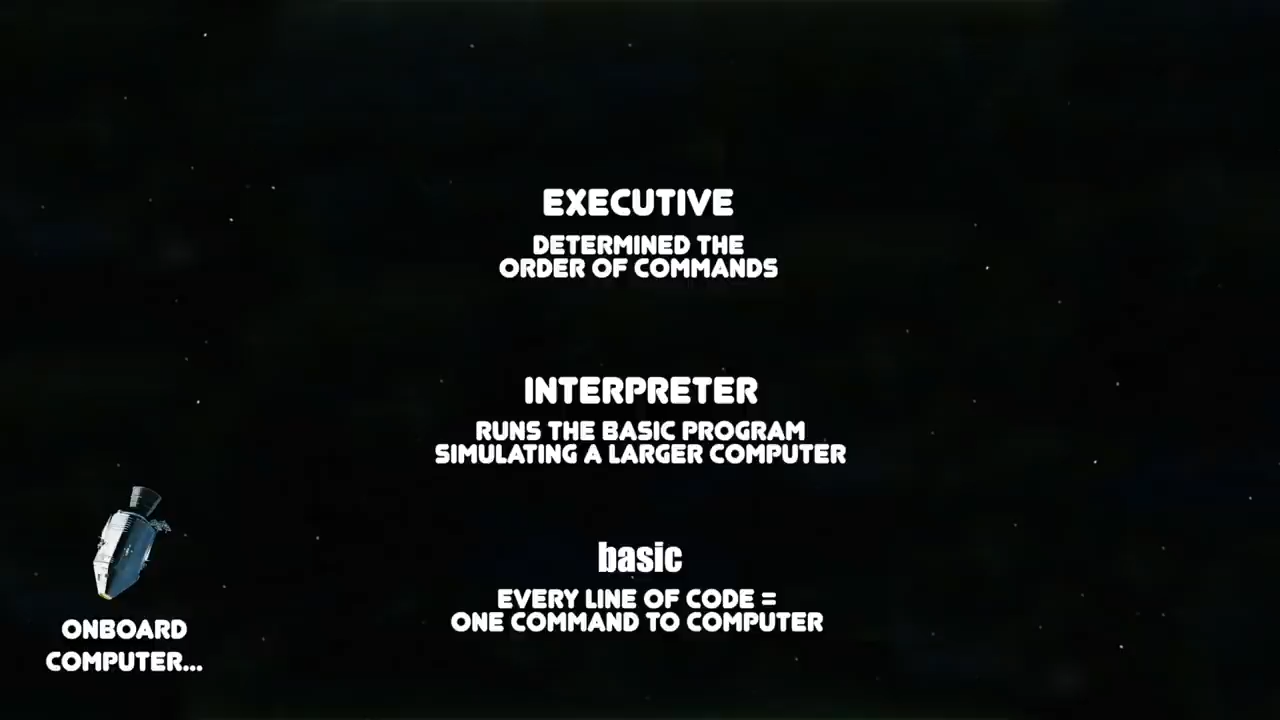 EXECUTIVE
DETERMINED THE
ORDER OF COMMANDS
INTERPRETER
RUNS THE BASIC PROGRAM
SIMULATING A LARGER COMPUTER
basic
EVERY LINE OF CODE =
ONE COMMAND TO COMPUTER
ONBOARD
COMPUTER...